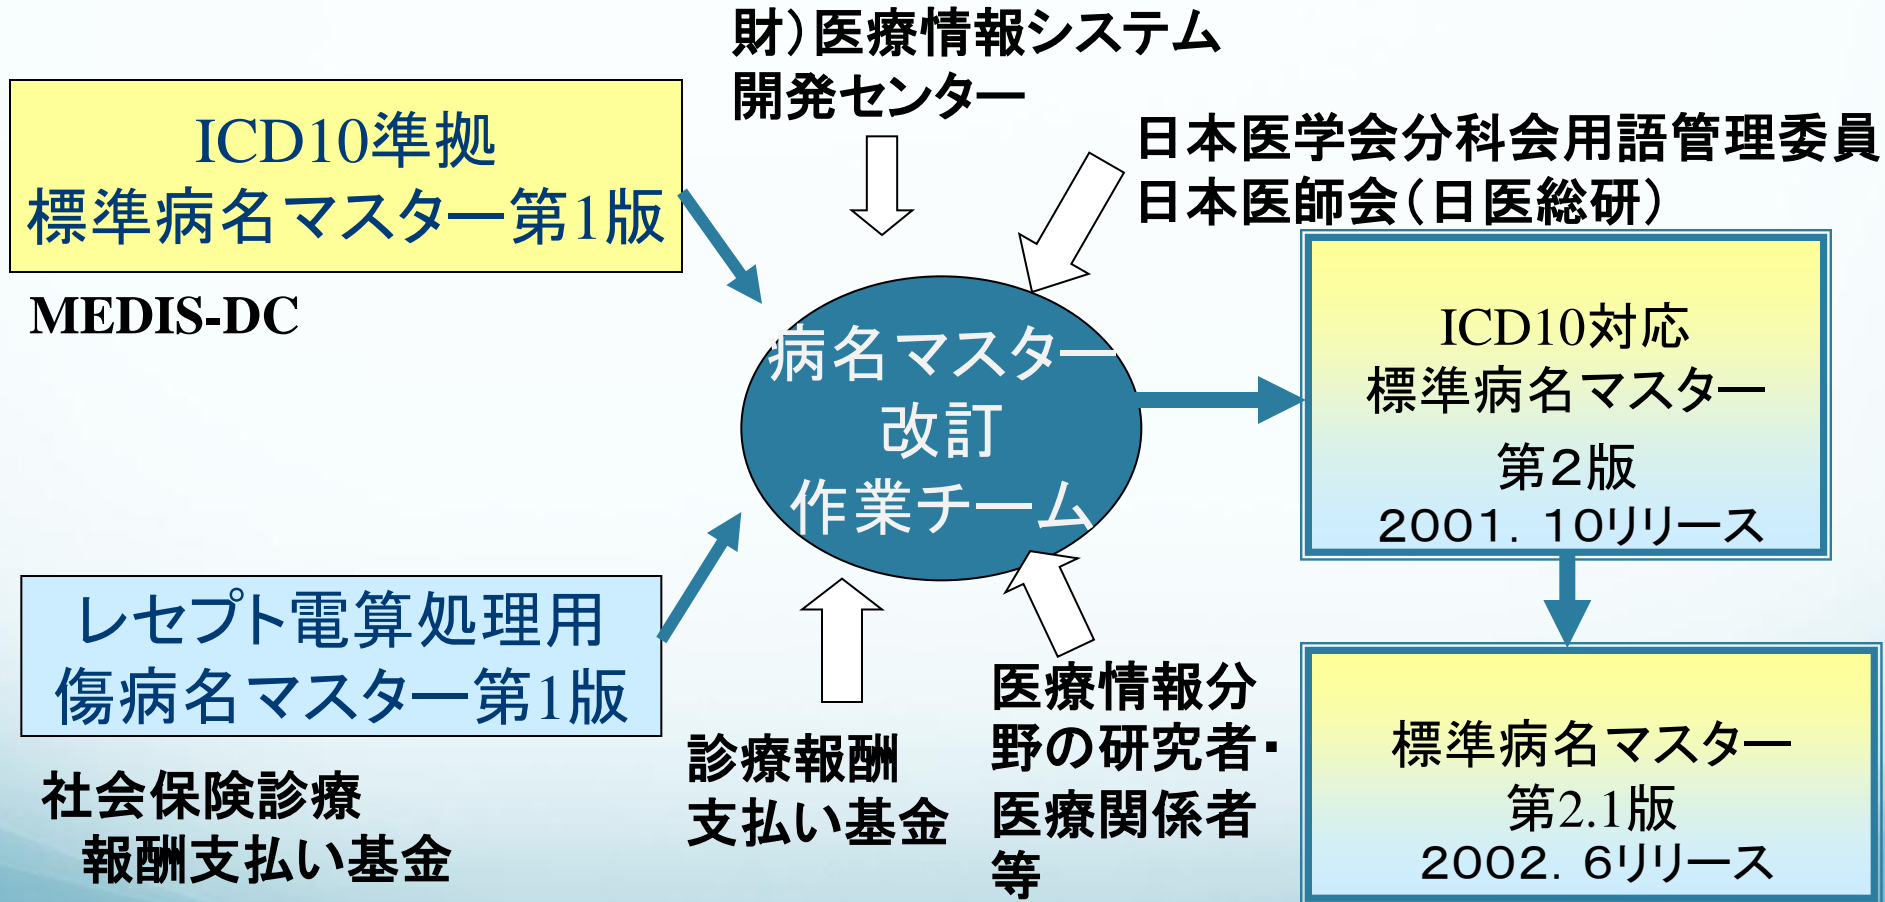 財）医療情報システム
開発センター
ICD10準拠
標準病名マスター第1版
MEDIS-DC
日本医学会分科会用語管理委員
日本医師会（日医総研）
病名マスター
改訂
作業チーム
ICD10対応
標準病名マスター
第２版
２００１．１０リリース
レセプト電算処理用
傷病名マスター第1版
社会保険診療
報酬支払い基金
診療報酬
支払い基金
医療情報分
野の研究者・
医療関係者
等
標準病名マスター
第2.1版
２００２．６リリース